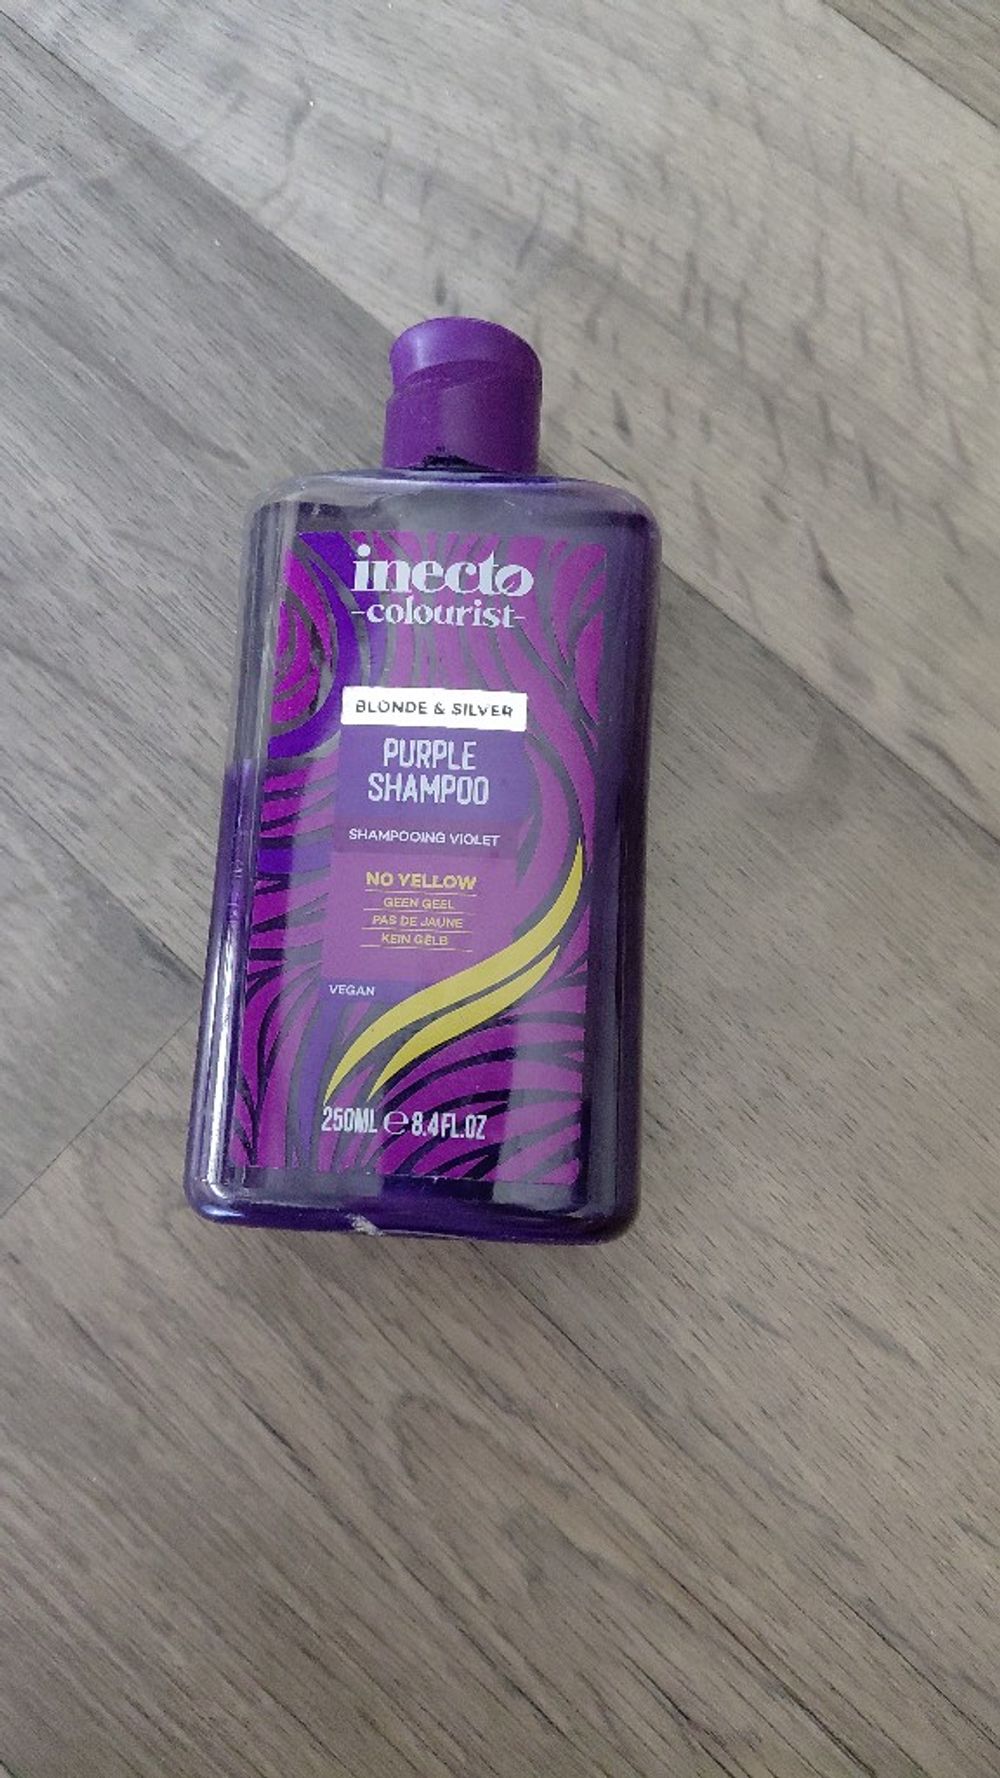 inecto
-colourist-
BLONDE & SILVER
PURPLE
SHAMPOO
SHAMPOOING VIOLET
NO YELLOW
GEEN GEEL
PAS DE JAUNE
KEIN GELB
VEGAN
250ML ℮ 8.4FL.OZ